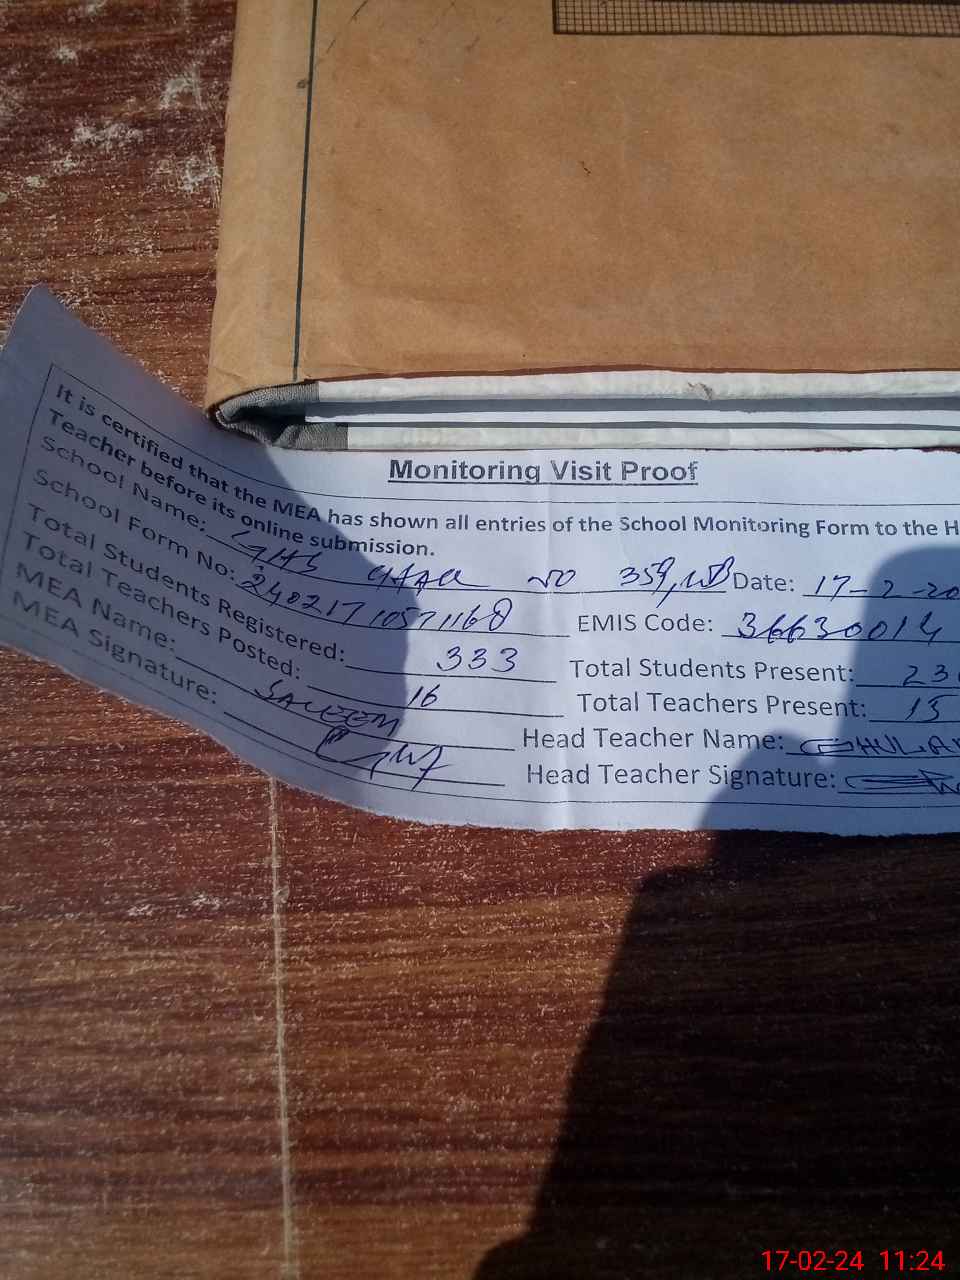 Monitoring Visit Proof
It is certified that the MEA has shown all entries of the School Monitoring Form to the H
Teacher before its online submission.
School Name: GHS CHAK NO 359, WB Date: 17-2-20
School Form No: 24021710571168 EMIS Code: 36630014
Total Students Registered: 333 Total Students Present: 23
Total Teachers Posted: 16 Total Teachers Present: 15
MEA Name: SALEEM Head Teacher Name: GHULA
MEA Signature: Head Teacher Signature:
17-02-24 11:24